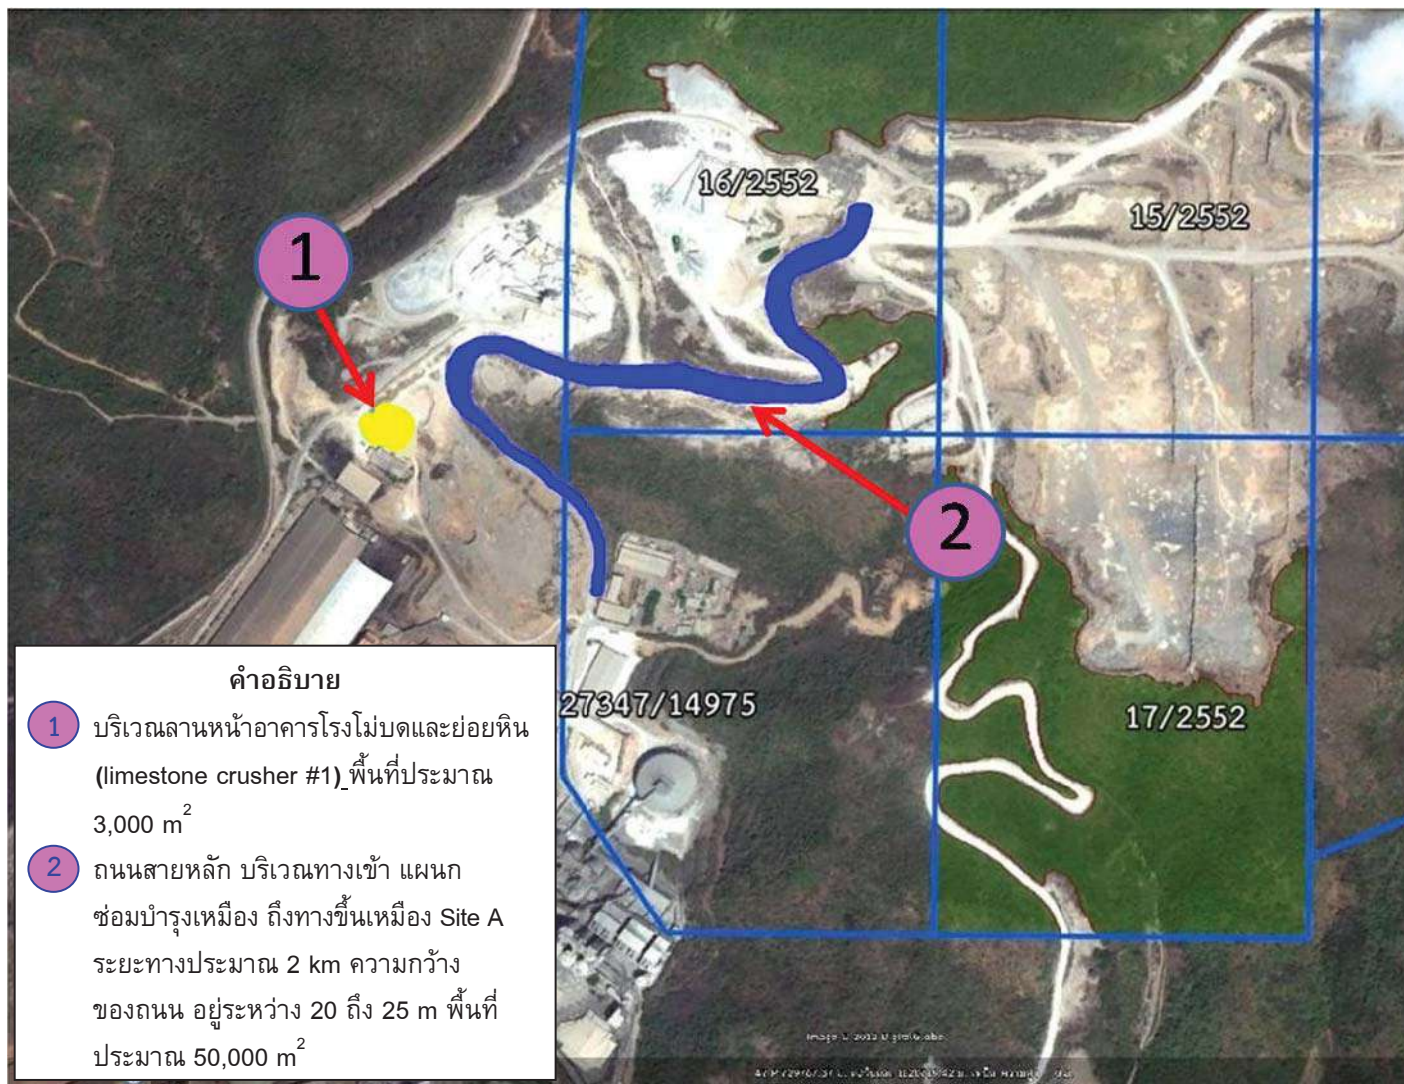 1
16/2552
15/2552
2
27347/14975
17/2552
คำอธิบาย
1 บริเวณลานหน้าอาคารโรงโม่บดและย่อยหิน
(limestone crusher #1) พื้นที่ประมาณ
3,000 m²
2 ถนนสายหลัก บริเวณทางเข้า แผนก
ซ่อมบำรุงเหมือง ถึงทางขึ้นเหมือง Site A
ระยะทางประมาณ 2 km ความกว้าง
ของถนน อยู่ระหว่าง 20 ถึง 25 m พื้นที่
ประมาณ 50,000 m²